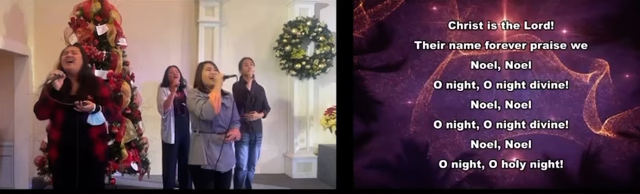 Christ is the Lord!
Their name forever praise we
Noel, Noel
O night, O night divine!
Noel, Noel
O night, O night divine!
Noel, Noel
O night, O holy night!